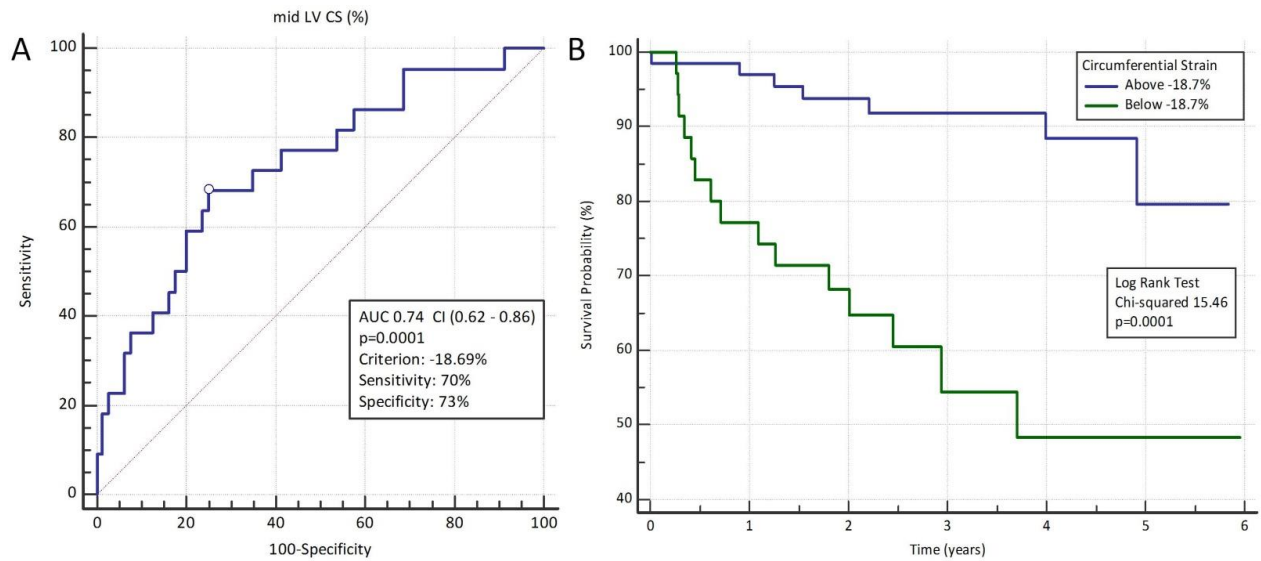 mid LV CS (%)
A
100
80
60
40
20
0
Sensitivity
0 20 40 60 80 100
100-Specificity
AUC 0.74 CI (0.62 - 0.86)
p=0.0001
Criterion: -18.69%
Sensitivity: 70%
Specificity: 73%
B
100
90
80
70
60
50
40
Survival Probability (%)
0 1 2 3 4 5 6
Time (years)
Circumferential Strain
Above -18.7%
Below -18.7%
Log Rank Test
Chi-squared 15.46
p=0.0001